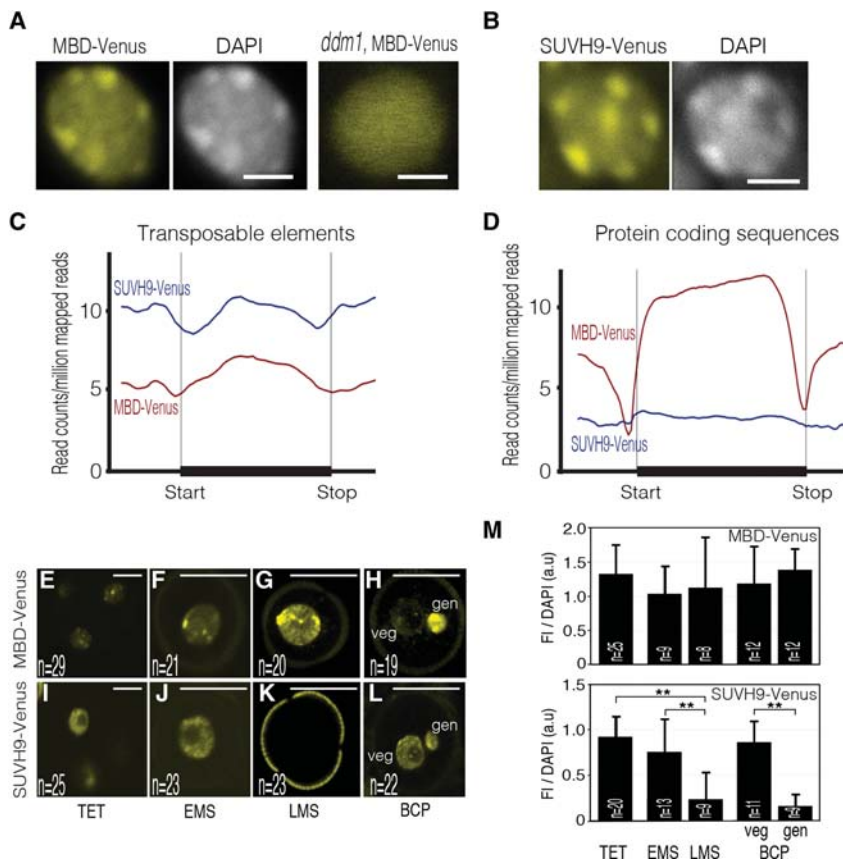 A
MBD-Venus
DAPI
ddm1, MBD-Venus
B
SUVH9-Venus
DAPI
C
Transposable elements
Read counts/million mapped reads
10
5
0
SUVH9-Venus
MBD-Venus
Start
Stop
D
Protein coding sequences
Read counts/million mapped reads
10
5
0
MBD-Venus
SUVH9-Venus
Start
Stop
MBD-Venus
E
n=29
F
n=21
G
n=20
H
veg
gen
n=19
SUVH9-Venus
I
n=25
J
n=23
K
n=23
L
veg
gen
n=22
TET
EMS
LMS
BCP
M
MBD-Venus
FI / DAPI (a.u)
2.0
1.5
1
0.5
0
n=25
n=9
n=8
n=12
n=12
SUVH9-Venus
FI / DAPI (a.u)
1.0
0.5
0
**
**
**
n=20
n=13
n=9
n=11
veg
gen
TET
EMS
LMS
BCP